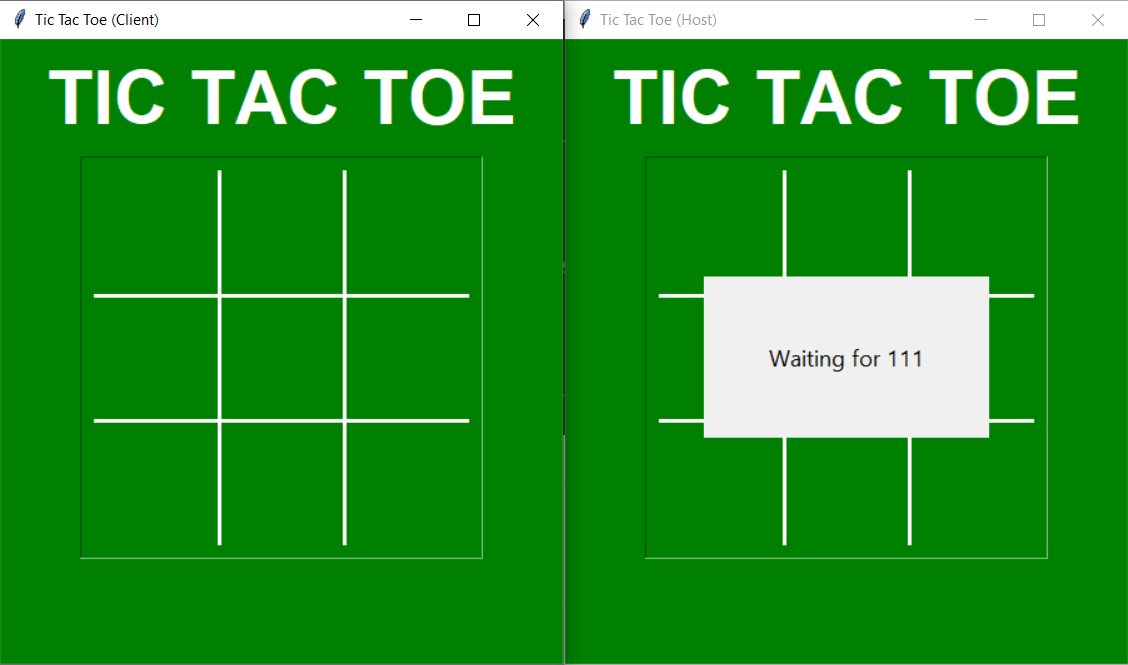 Tic Tac Toe (Client)
TIC TAC TOE
Tic Tac Toe (Host)
TIC TAC TOE
Waiting for 111